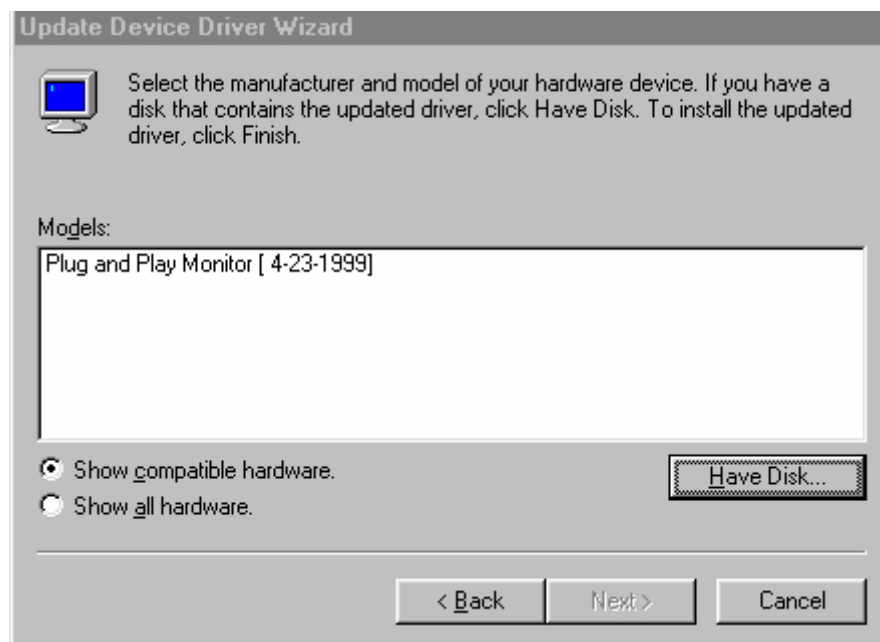 Update Device Driver Wizard
Select the manufacturer and model of your hardware device. If you have a
disk that contains the updated driver, click Have Disk. To install the updated
driver, click Finish.
Models:
Plug and Play Monitor [ 4-23-1999]
Show compatible hardware.
Have Disk...
Show all hardware.
< Back
Next >
Cancel